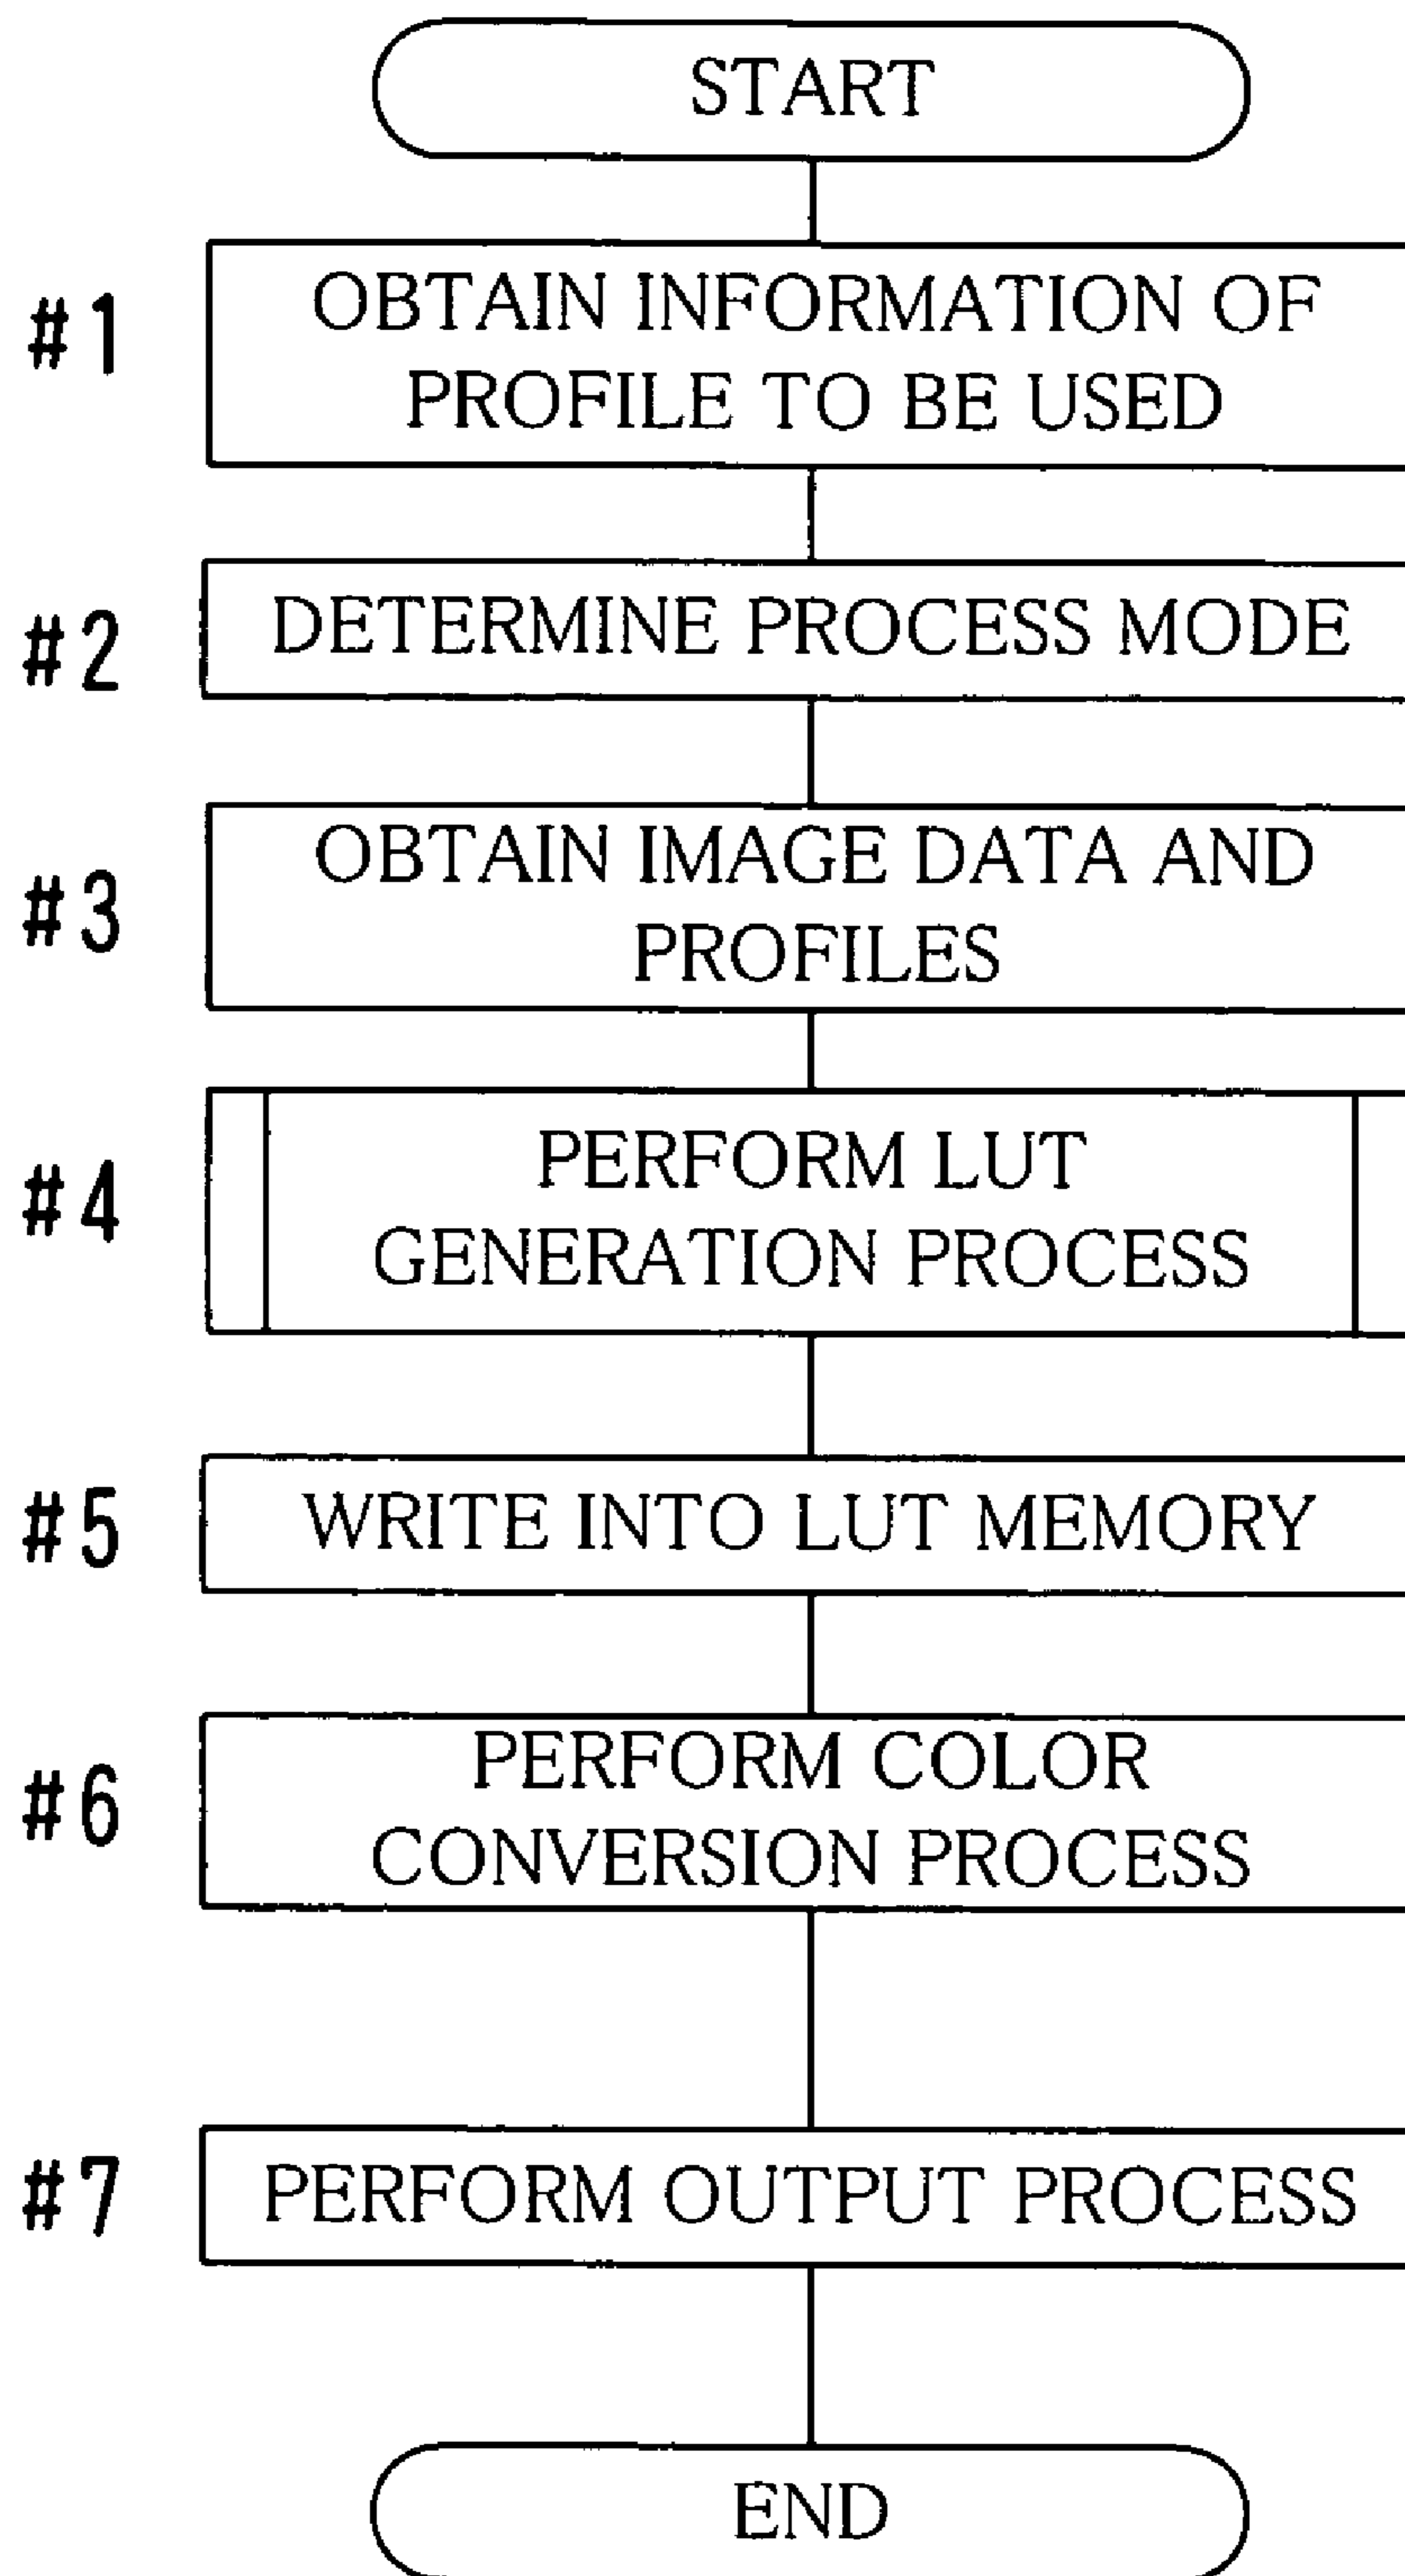 START
#1
OBTAIN INFORMATION OF
PROFILE TO BE USED
#2
DETERMINE PROCESS MODE
#3
OBTAIN IMAGE DATA AND
PROFILES
#4
PERFORM LUT
GENERATION PROCESS
#5
WRITE INTO LUT MEMORY
#6
PERFORM COLOR
CONVERSION PROCESS
#7
PERFORM OUTPUT PROCESS
END